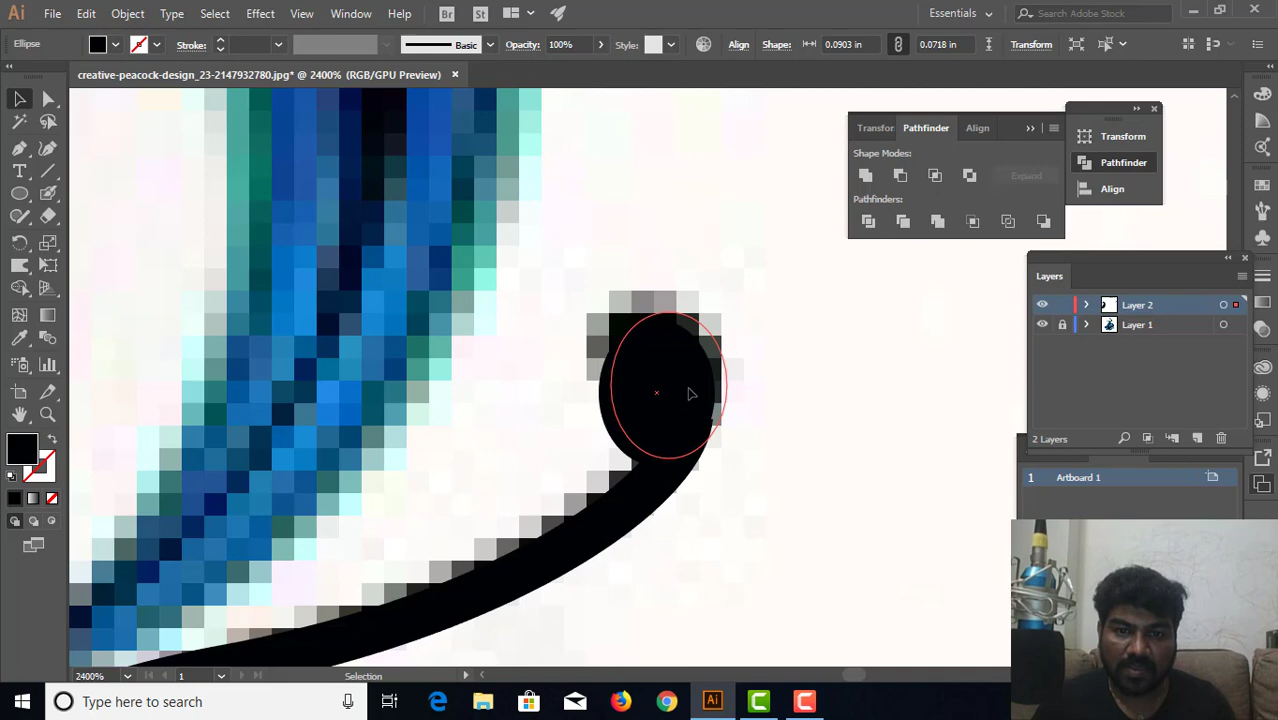 Ai File Edit Object Type Select Effect View Window Help Br St Essentials Search Adobe Stock
Ellipse Stroke: Basic Opacity: 100% Style: Align Shape: 0.0903 in 0.0718 in Transform
creative-peacock-design_23-2147932780.jpg* @ 2400% (RGB/GPU Preview)
Transfor Pathfinder Align
Shape Modes:
Expand
Pathfinders:
Transform
Pathfinder
Align
Layers
Layer 2
Layer 1
2 Layers
1 Artboard 1
2400% 1 Selection
Type here to search